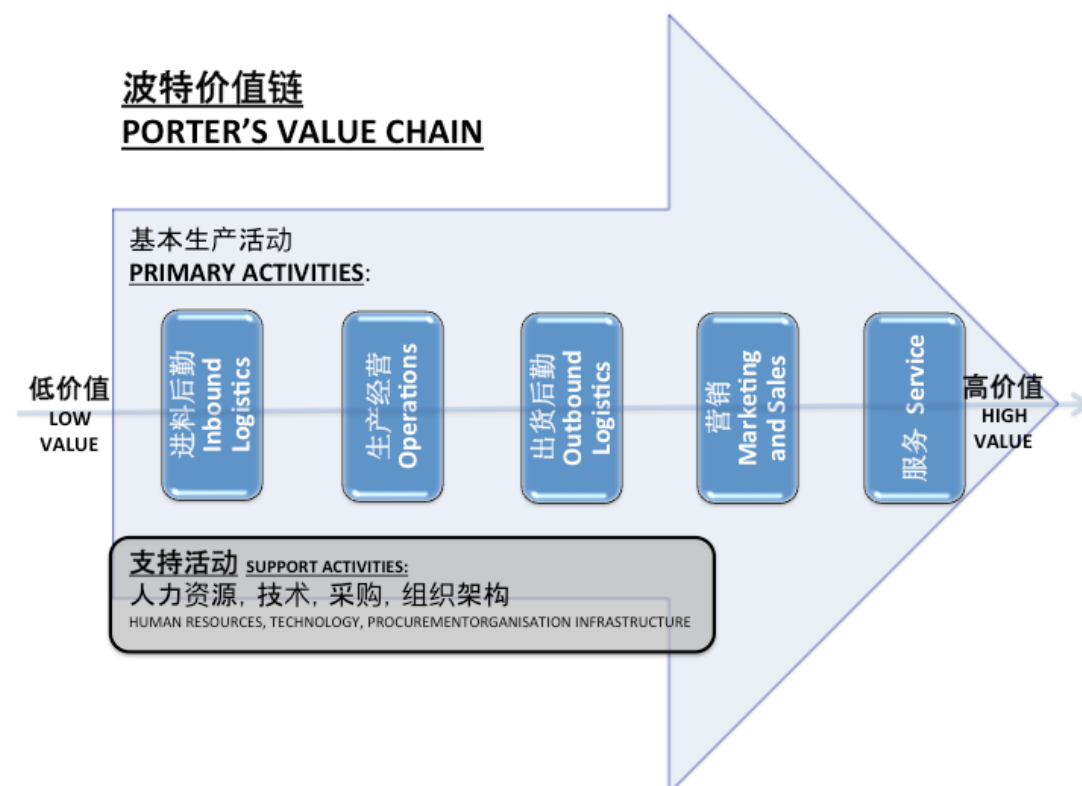 波特价值链
PORTER'S VALUE CHAIN
基本生产活动
PRIMARY ACTIVITIES:
低价值
LOW
VALUE
进料后勤
Inbound
Logistics
生产经营
Operations
出货后勤
Outbound
Logistics
营销
Marketing
and Sales
服务 Service
高价值
HIGH
VALUE
支持活动 SUPPORT ACTIVITIES:
人力资源, 技术, 采购, 组织架构
HUMAN RESOURCES, TECHNOLOGY, PROCUREMENTORGANISATION INFRASTRUCTURE